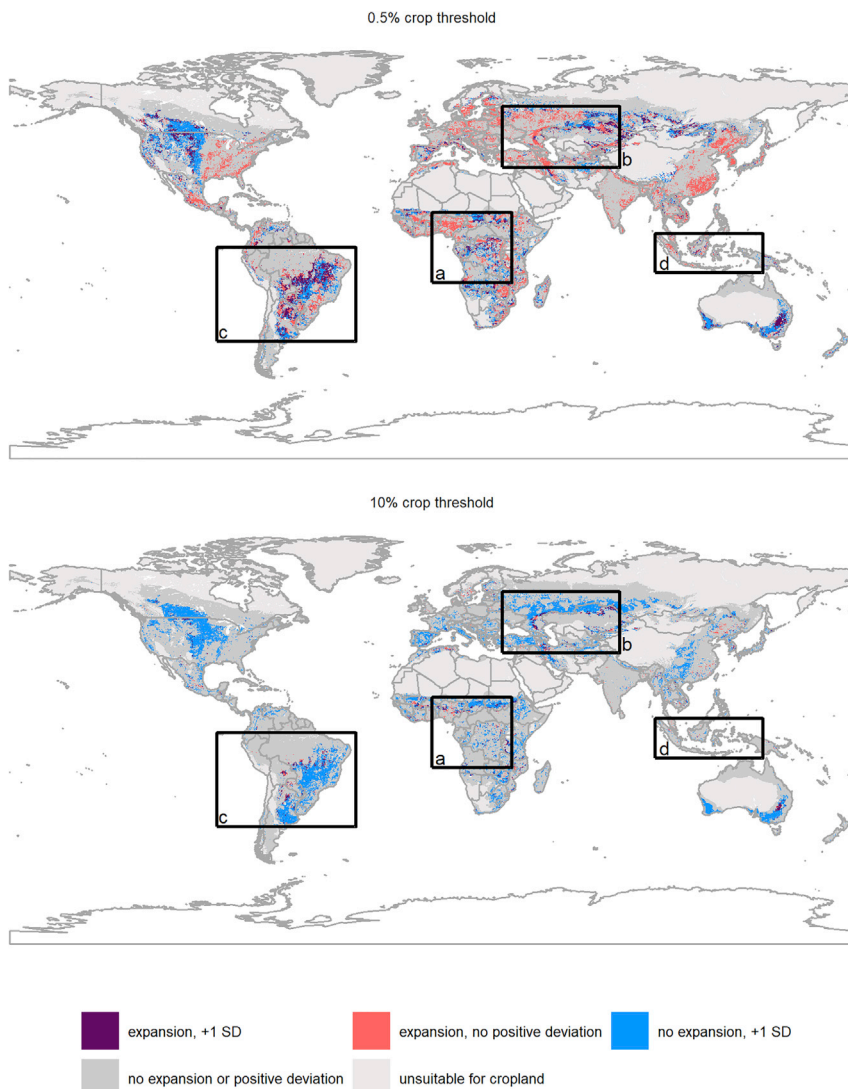 0.5% crop threshold
b
a
d
c
10% crop threshold
b
a
d
c
expansion, +1 SD
expansion, no positive deviation
no expansion, +1 SD
no expansion or positive deviation
unsuitable for cropland